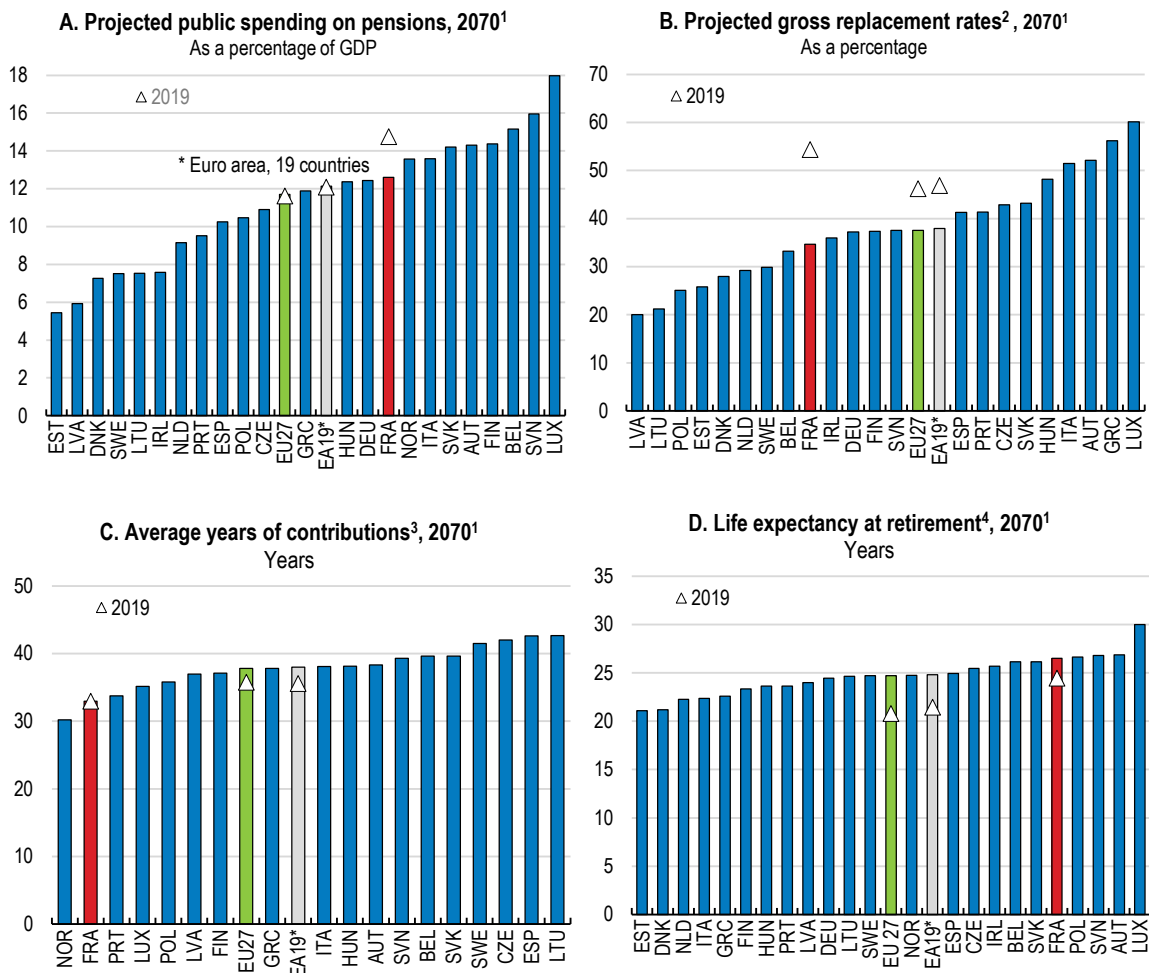 A. Projected public spending on pensions, 2070¹
As a percentage of GDP
18
16
14
12
10
8
6
4
2
0
△ 2019
* Euro area, 19 countries
EST LVA DNK SWE LTU IRL NLD PRT ESP POL CZE EU27 GRC EA19* HUN DEU FRA NOR ITA SVK AUT FIN BEL SVN LUX
B. Projected gross replacement rates² , 2070¹
As a percentage
70
60
50
40
30
20
10
0
△ 2019
LVA LTU POL EST DNK NLD SWE BEL FRA IRL DEU FIN SVN EU27 EA19* ESP PRT CZE SVK HUN ITA AUT GRC LUX
C. Average years of contributions³, 2070¹
Years
50
40
30
20
10
0
△ 2019
NOR FRA PRT LUX POL LVA FIN EU27 GRC EA19* ITA HUN AUT SVN BEL SVK SWE CZE ESP LTU
D. Life expectancy at retirement⁴, 2070¹
Years
35
30
25
20
15
10
5
0
△ 2019
EST DNK NLD ITA GRC FIN HUN PRT LVA DEU LTU SWE EU 27 NOR EA19* ESP CZE IRL BEL SVK FRA POL SVN AUT LUX